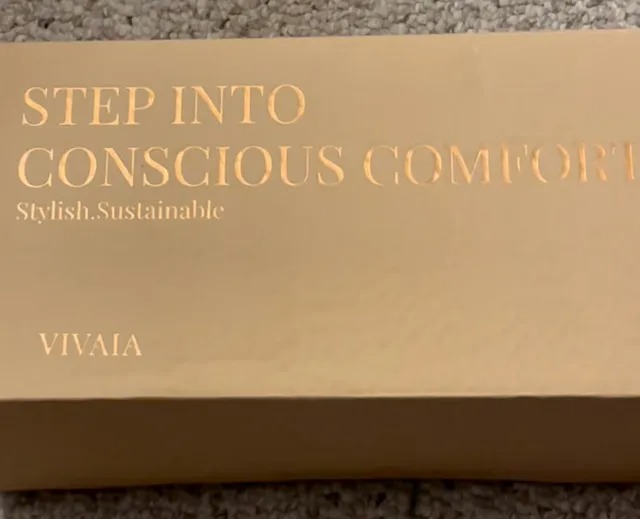 STEP INTO
CONSCIOUS COMFORT
Stylish.Sustainable
VIVAIA